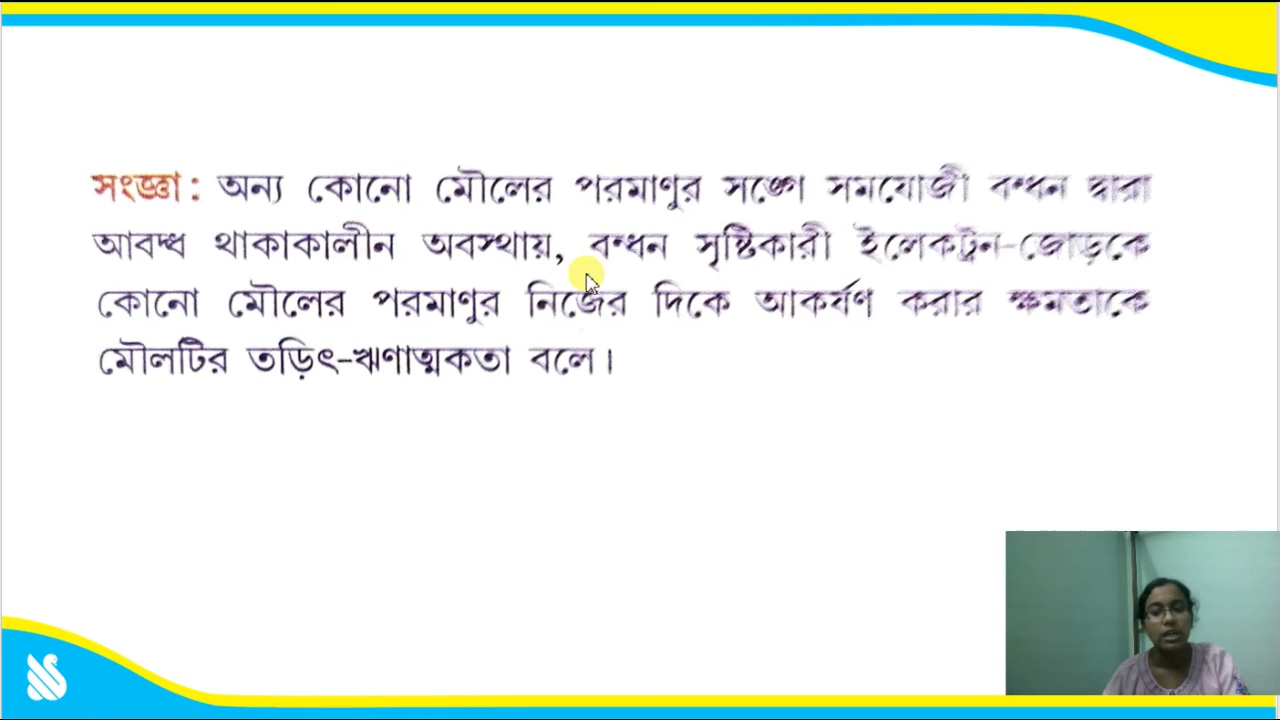 সংজ্ঞা : অন্য কোনো মৌলের পরমাণুর সঙ্গে সমযোজী বন্ধন দ্বারা
আবদ্ধ থাকাকালীন অবস্থায়, বন্ধন সৃষ্টিকারী ইলেকট্রন-জোড়কে
কোনো মৌলের পরমাণুর নিজের দিকে আকর্ষণ করার ক্ষমতাকে
মৌলটির তড়িৎ-ঋণাত্মকতা বলে।